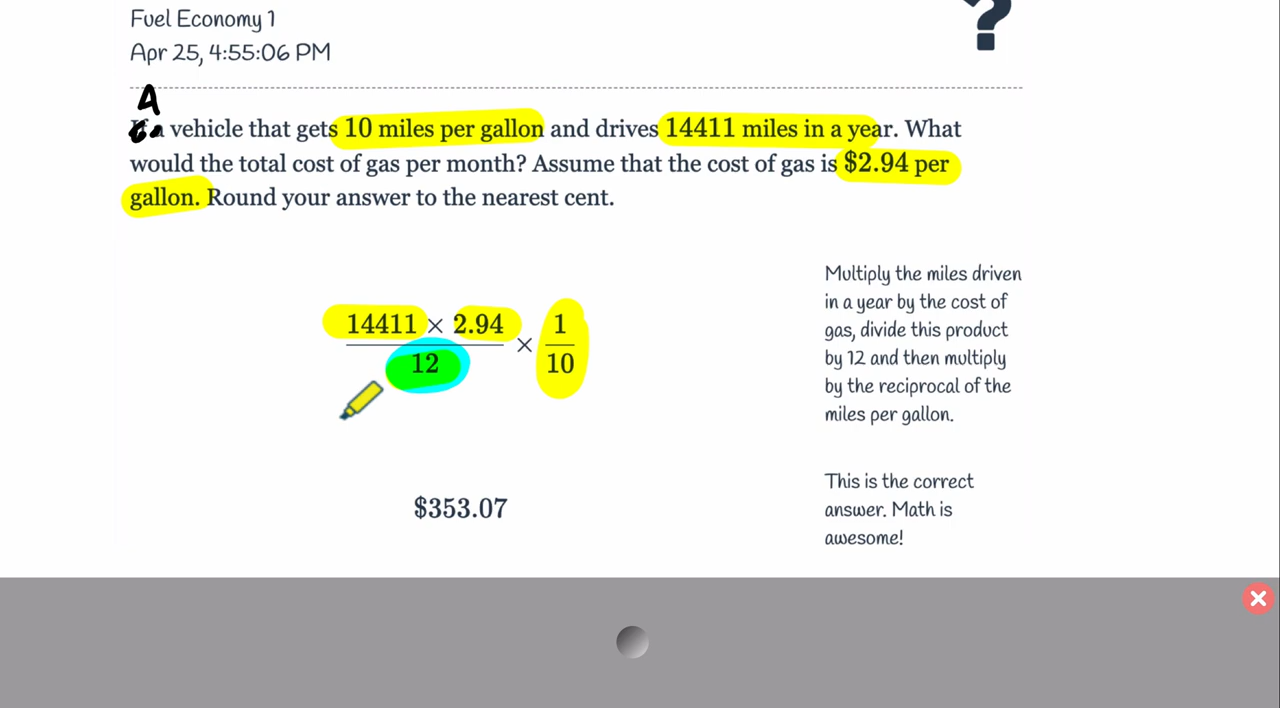 Fuel Economy 1
Apr 25, 4:55:06 PM
?
A
If a vehicle that gets 10 miles per gallon and drives 14411 miles in a year. What
would the total cost of gas per month? Assume that the cost of gas is $2.94 per
gallon. Round your answer to the nearest cent.
14411 × 2.94
12
×
1
10
$353.07
Multiply the miles driven
in a year by the cost of
gas, divide this product
by 12 and then multiply
by the reciprocal of the
miles per gallon.
This is the correct
answer. Math is
awesome!